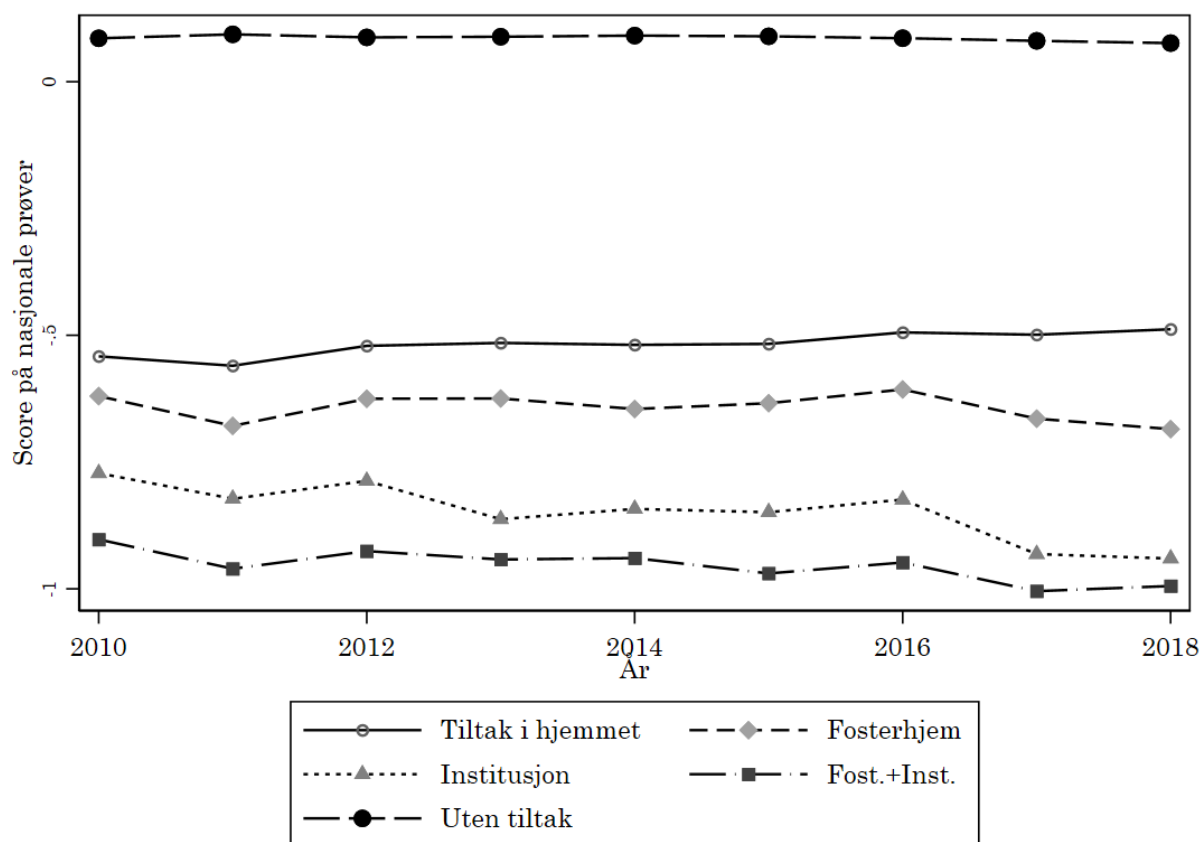 Score på nasjonale prøver
0
-.5
-1
2010 2012 2014 2016 2018
År
Tiltak i hjemmet Fosterhjem
Institusjon Fost.+Inst.
Uten tiltak